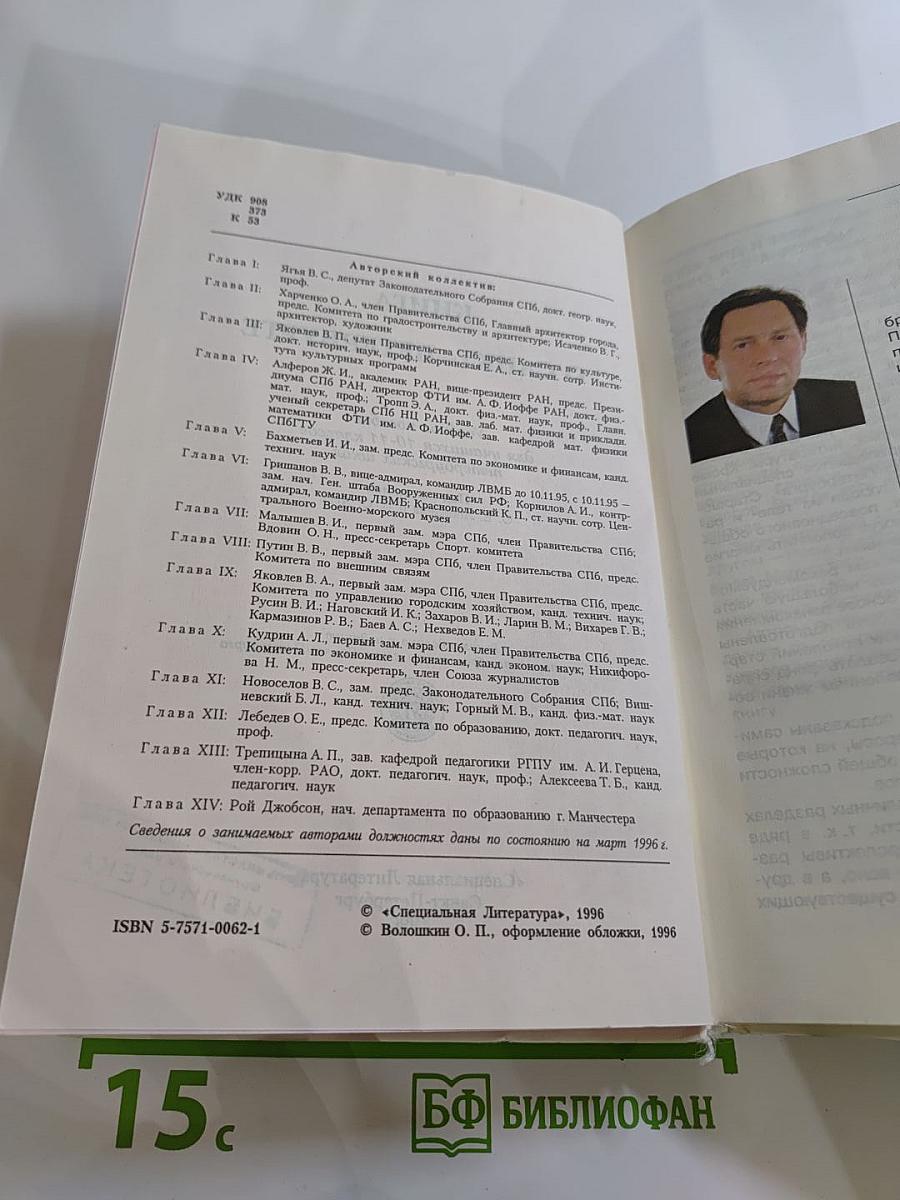 УДК 908
373
К 53
Авторский коллектив:
Глава I: Ягья В. С., депутат Законодательного Собрания СПб, докт. геогр. наук,
проф.
Глава II: Харченко О. А., член Правительства СПб, Главный архитектор города,
предс. Комитета по градостроительству и архитектуре; Исаченко В. Г.,
архитектор, художник
Глава III: Яковлев В. П., член Правительства СПб, предс. Комитета по культуре,
докт. историч. наук, проф.; Корчинская Е. А., ст. научн. сотр. Инсти-
тута культурных программ
Глава IV: Алферов Ж. И., академик РАН, вице-президент РАН, предс. Прези-
диума СПб РАН, директор ФТИ им. А. Ф. Иоффе РАН, докт. физ.-
мат. наук, проф.; Тропп Э. А., докт. физ.-мат. наук, проф., Главн.
ученый секретарь СПб НЦ РАН, зав. лаб. мат. физики и прикладн.
математики ФТИ им. А. Ф. Иоффе, зав. кафедрой мат. физики
СПбГТУ
Глава V: Бахметьев И. И., зам. предс. Комитета по экономике и финансам, канд.
технич. наук
Глава VI: Гришанов В. В., вице-адмирал, командир ЛВМБ до 10.11.95, с 10.11.95 —
зам. нач. Ген. штаба Вооруженных сил РФ; Корнилов А. И., контр-
адмирал, командир ЛВМБ; Краснопольский К. П., ст. научн. сотр. Цен-
трального Военно-морского музея
Глава VII: Малышев В. И., первый зам. мэра СПб, член Правительства СПб;
Вдовин О. Н., пресс-секретарь Спорт. комитета
Глава VIII: Путин В. В., первый зам. мэра СПб, член Правительства СПб, предс.
Комитета по внешним связям
Глава IX: Яковлев В. А., первый зам. мэра СПб, член Правительства СПб, предс.
Комитета по управлению городским хозяйством, канд. технич. наук;
Русин В. И.; Наговский И. К.; Захаров В. И.; Ларин В. М.; Вихарев Г. В.;
Кармазинов Р. В.; Баев А. С.; Нехведов Е. М.
Глава X: Кудрин А. Л., первый зам. мэра СПб, член Правительства СПб, предс.
Комитета по экономике и финансам, канд. эконом. наук; Никифоро-
ва Н. М., пресс-секретарь, член Союза журналистов
Глава XI: Новоселов В. С., зам. предс. Законодательного Собрания СПб; Виш-
невский Б. Л., канд. технич. наук; Горный М. В., канд. физ.-мат. наук
Глава XII: Лебедев О. Е., предс. Комитета по образованию, докт. педагогич. наук,
проф.
Глава XIII: Трепицына А. П., зав. кафедрой педагогики РГПУ им. А. И. Герцена,
член-корр. РАО, докт. педагогич. наук, проф.; Алексеева Т. Б., канд.
педагогич. наук
Глава XIV: Рой Джобсон, нач. департамента по образованию г. Манчестера
Сведения о занимаемых авторами должностях даны по состоянию на март 1996 г.
© «Специальная Литература», 1996
ISBN 5-7571-0062-1 © Волошкин О. П., оформление обложки, 1996
15 с
БФ БИБЛИОФАН